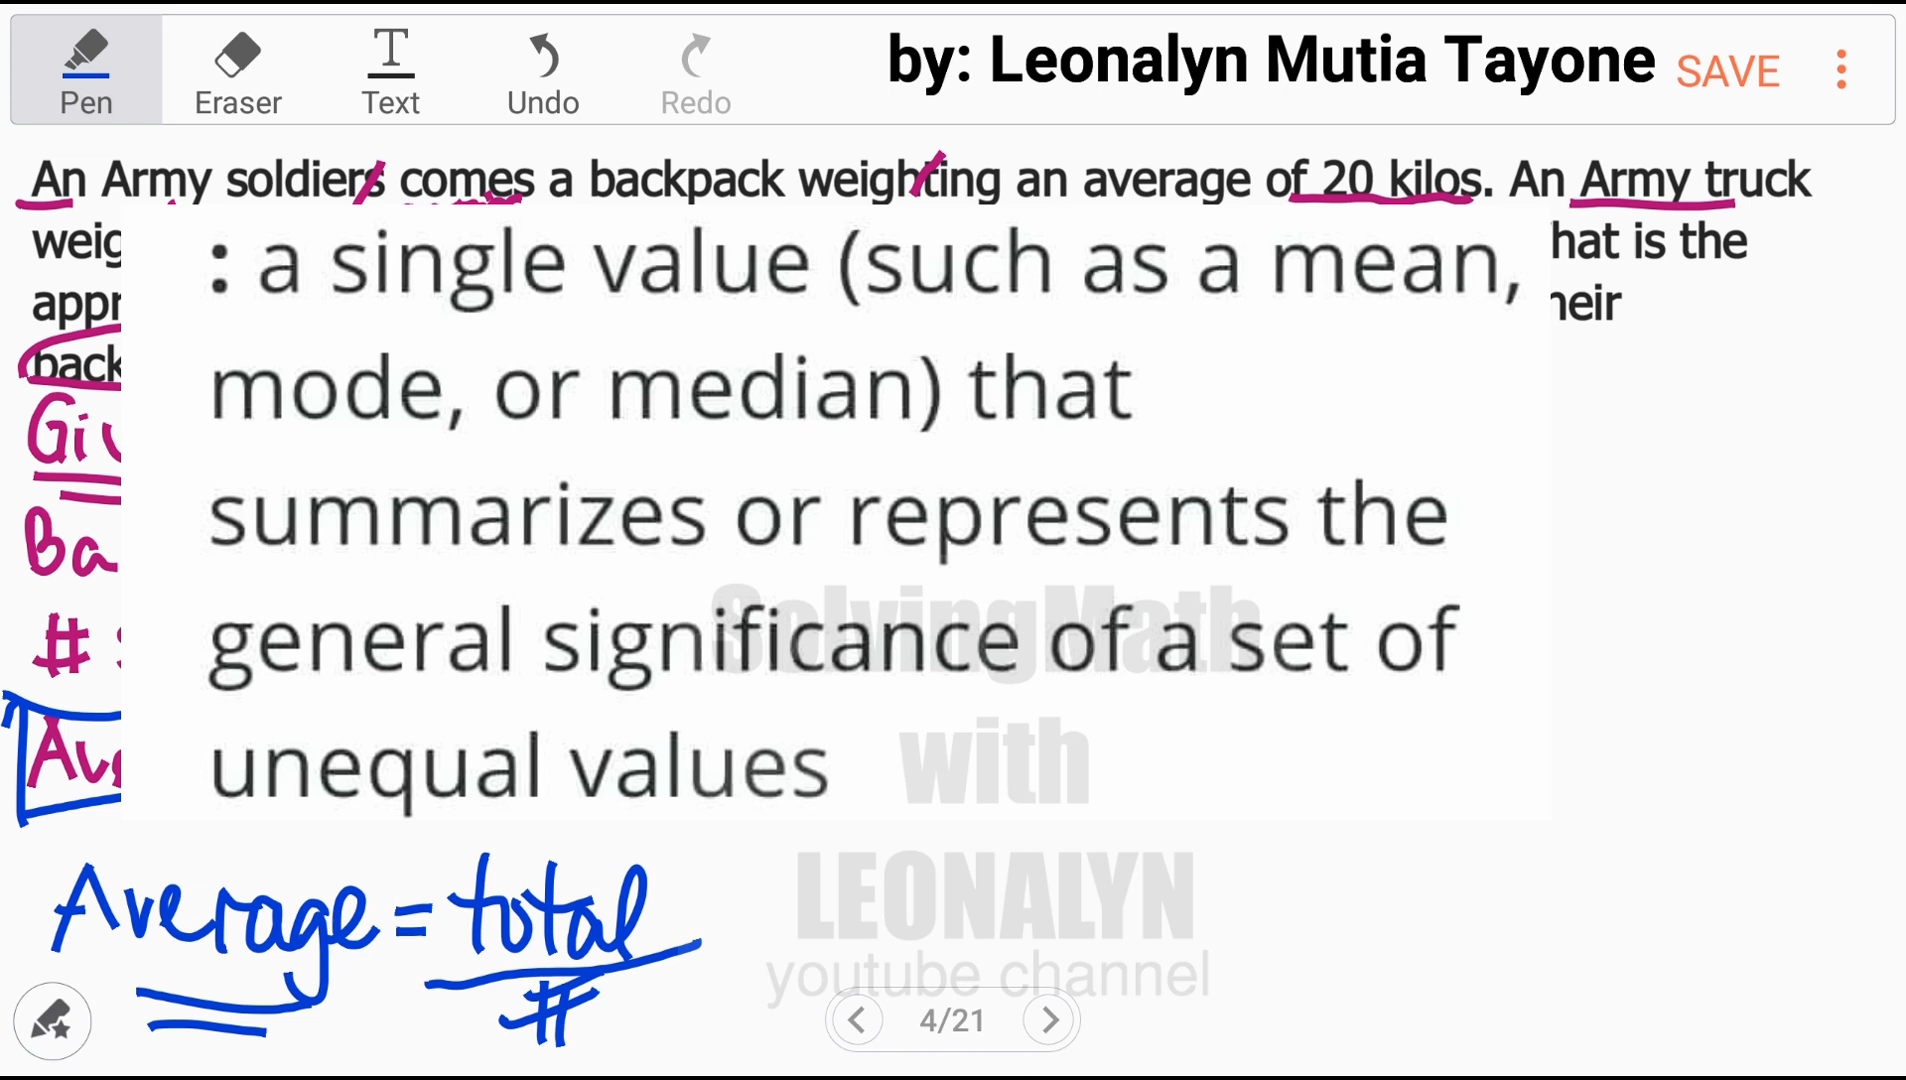 by: Leonalyn Mutia Tayone
SAVE
Pen
Eraser
Text
Undo
Redo
An Army soldiers comes a backpack weighting an average of 20 kilos. An Army truck
hat is the
: a single value (such as a mean,
mode, or median) that
summarizes or represents the
general significance of a set of
unequal values
SolvingMath
with
LEONALYN
youtube channel
Average = total
#
4/21